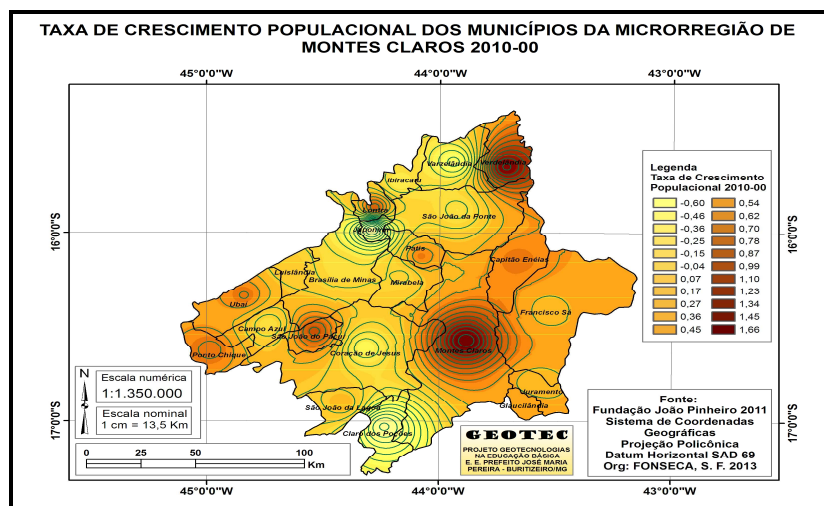 TAXA DE CRESCIMENTO POPULACIONAL DOS MUNICÍPIOS DA MICRORREGIÃO DE
MONTES CLAROS 2010-00
45°0'0"W 44°0'0"W 43°0'0"W
16°0'0"S 16°0'0"S
17°0'0"S 17°0'0"S
Varzelândia
Verdelândia
Ibiracatu
Lontra
São João da Ponte
Japonvar
Patis
Capitão Enéias
Luislândia
Brasília de Minas
Mirabela
Ubaí
Francisco Sá
Campo Azul
São João do Pacu
Ponto Chique
Coração de Jesus
Montes Claros
Juramento
Glaucilândia
São João da Lagoa
Claro dos Poções
Legenda
Taxa de Crescimento
Populacional 2010-00
-0,60 0,54
-0,46 0,62
-0,36 0,70
-0,25 0,78
-0,15 0,87
-0,04 0,99
0,07 1,10
0,17 1,23
0,27 1,34
0,36 1,45
0,45 1,66
N
Escala numérica
1:1.350.000
Escala nominal
1 cm = 13,5 Km
0 25 50 100
Km
GEOTEC
PROJETO GEOTECNOLOGIAS
NA EDUCAÇÃO BÁSICA
E. E. PREFEITO JOSÉ MARIA
PEREIRA - BURITIZEIRO/MG
Fonte:
Fundação João Pinheiro 2011
Sistema de Coordenadas
Geográficas
Projeção Policônica
Datum Horizontal SAD 69
Org: FONSECA, S. F. 2013
45°0'0"W 44°0'0"W 43°0'0"W